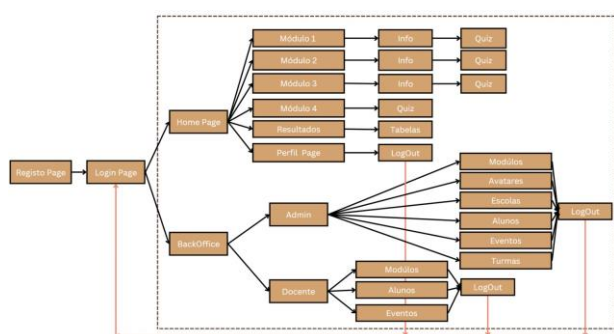 Módulo 1
Info
Quiz
Módulo 2
Info
Quiz
Módulo 3
Info
Quiz
Home Page
Módulo 4
Quiz
Resultados
Tabelas
Perfil Page
LogOut
Registo Page
Login Page
Modúlos
Avatares
Admin
Escolas
LogOut
Alunos
BackOffice
Eventos
Turmas
Modúlos
Docente
Alunos
LogOut
Eventos